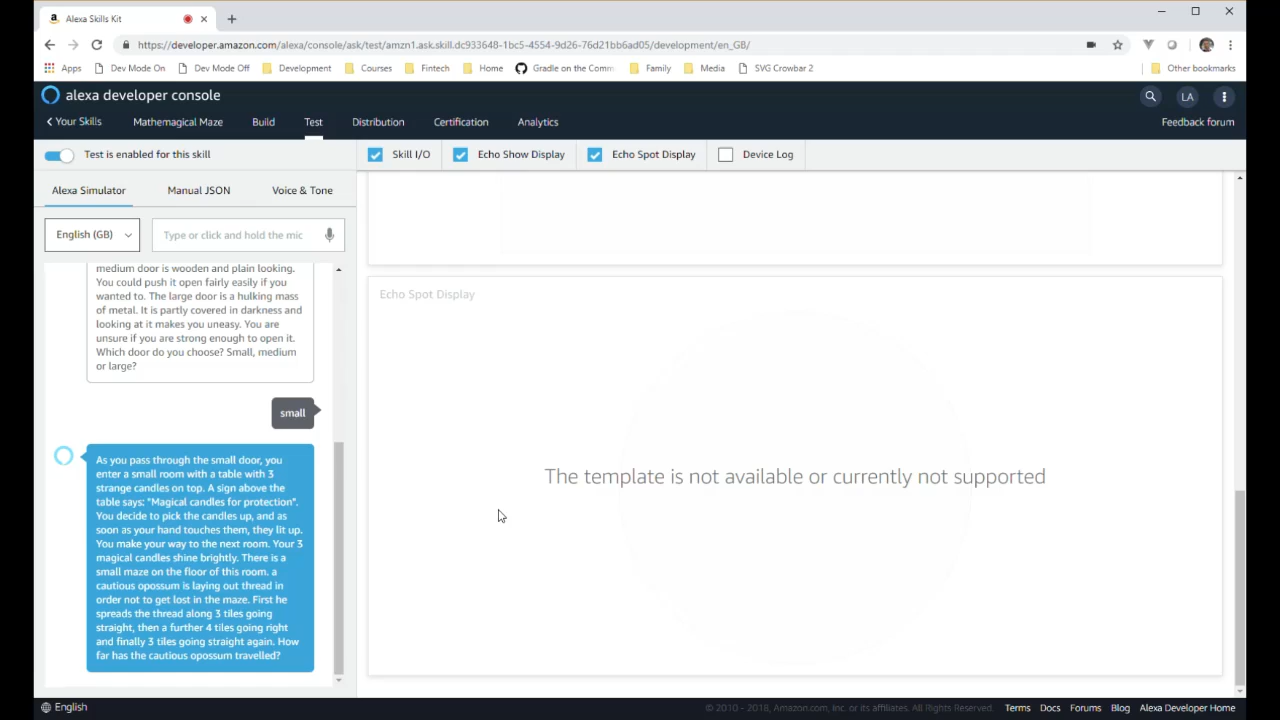 Alexa Skills Kit
https://developer.amazon.com/alexa/console/ask/test/amzn1.ask.skill.dc933648-1bc5-4554-9d26-76d21bb6ad05/development/en_GB/
Apps Dev Mode On Dev Mode Off Development Courses Fintech Home Gradle on the Comm Family Media SVG Crowbar 2 Other bookmarks
alexa developer console
LA
Your Skills Mathemagical Maze Build Test Distribution Certification Analytics Feedback forum
Test is enabled for this skill Skill I/O Echo Show Display Echo Spot Display Device Log
Alexa Simulator Manual JSON Voice & Tone
English (GB) Type or click and hold the mic
medium door is wooden and plain looking.
You could push it open fairly easily if you
wanted to. The large door is a hulking mass
of metal. It is partly covered in darkness and
looking at it makes you uneasy. You are
unsure if you are strong enough to open it.
Which door do you choose? Small, medium
or large?
small
As you pass through the small door, you
enter a small room with a table with 3
strange candles on top. A sign above the
table says: "Magical candles for protection".
You decide to pick the candles up, and as
soon as your hand touches them, they lit up.
You make your way to the next room. Your 3
magical candles shine brightly. There is a
small maze on the floor of this room. a
cautious opossum is laying out thread in
order not to get lost in the maze. First he
spreads the thread along 3 tiles going
straight, then a further 4 tiles going right
and finally 3 tiles going straight again. How
far has the cautious opossum travelled?
Echo Spot Display
The template is not available or currently not supported
English © 2010 - 2018, Amazon.com, Inc. or its affiliates. All Rights Reserved. Terms Docs Forums Blog Alexa Developer Home